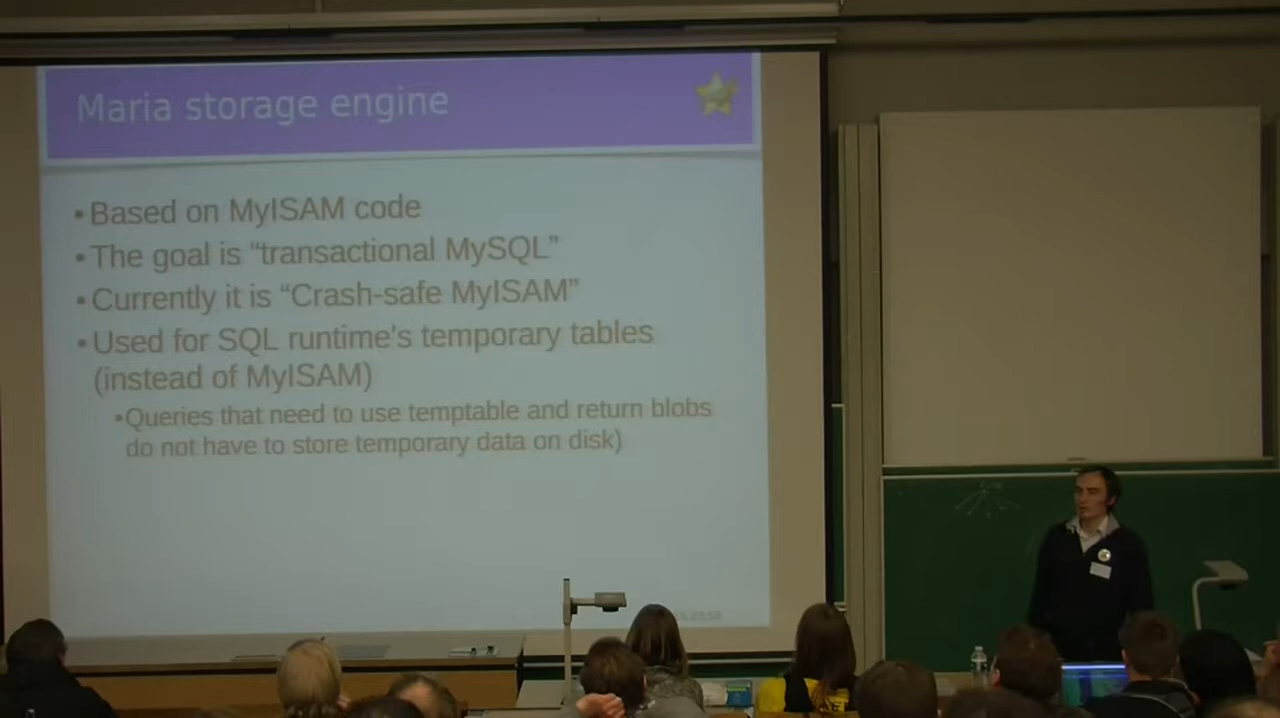 Maria storage engine
•Based on MyISAM code
•The goal is “transactional MySQL”
•Currently it is “Crash-safe MyISAM”
•Used for SQL runtime's temporary tables
(instead of MyISAM)
•Queries that need to use temptable and return blobs
do not have to store temporary data on disk)